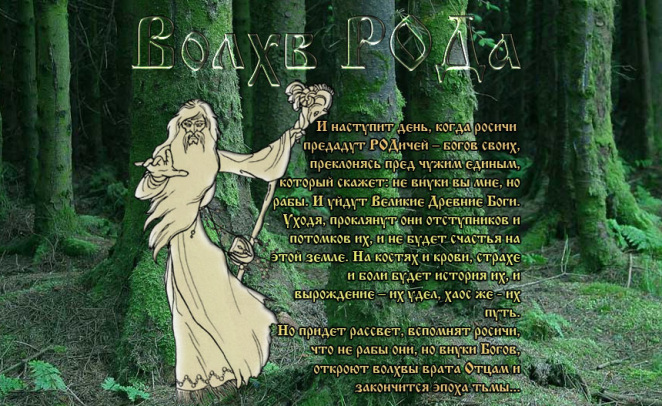 Волхв РОДа
И наступит день, когда росичи
предадут РОДичей – богов своих,
преклонясь пред чужим единым,
который скажет: не внуки вы мне, но
рабы. И уйдут Великие Древние Боги.
Уходя, проклянут они отступников и
потомков их, и не будет счастья на
этой земле. На костях и крови, страхе
и боли будет история их, и
вырождение – их удел, хаос же - их
путь.
Но придет рассвет, вспомнят росичи,
что не рабы они, но внуки Богов,
откроют волхвы врата Отцам и
закончится эпоха тьмы...